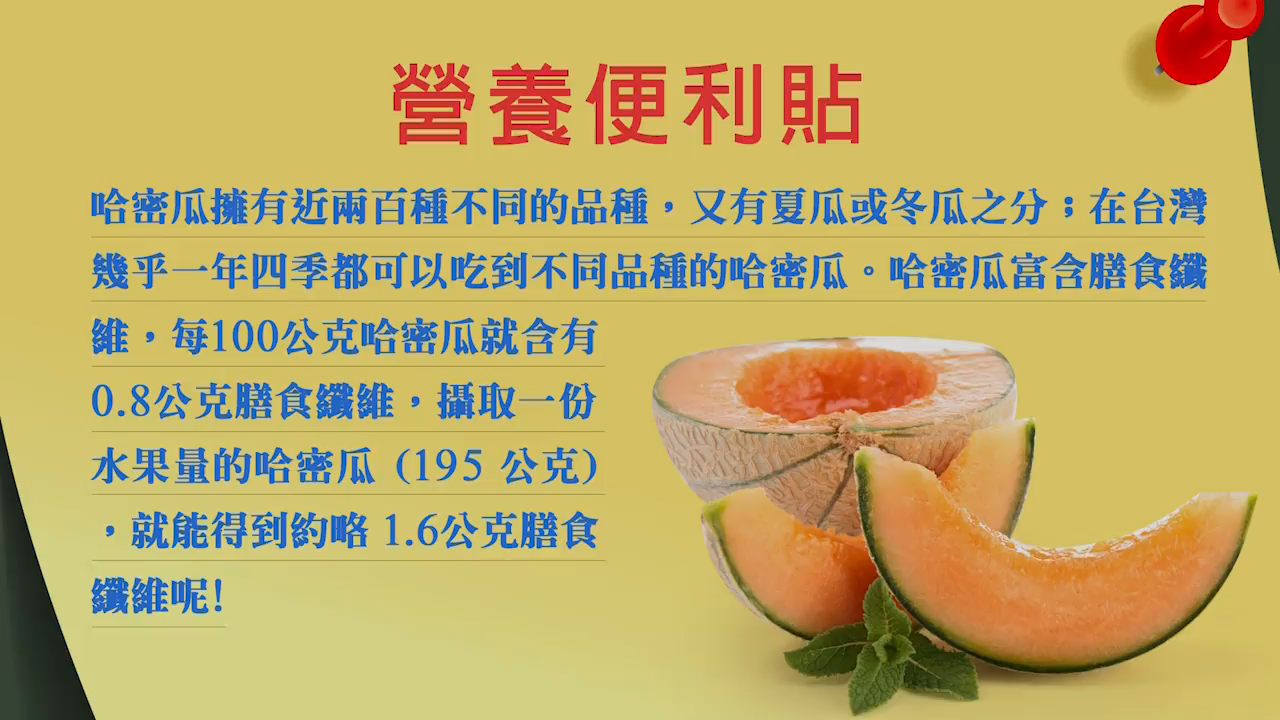 營養便利貼
哈密瓜擁有近兩百種不同的品種，又有夏瓜或冬瓜之分；在台灣
幾乎一年四季都可以吃到不同品種的哈密瓜。哈密瓜富含膳食纖
維，每100公克哈密瓜就含有
0.8公克膳食纖維，攝取一份
水果量的哈密瓜 (195 公克)
，就能得到約略 1.6公克膳食
纖維呢!